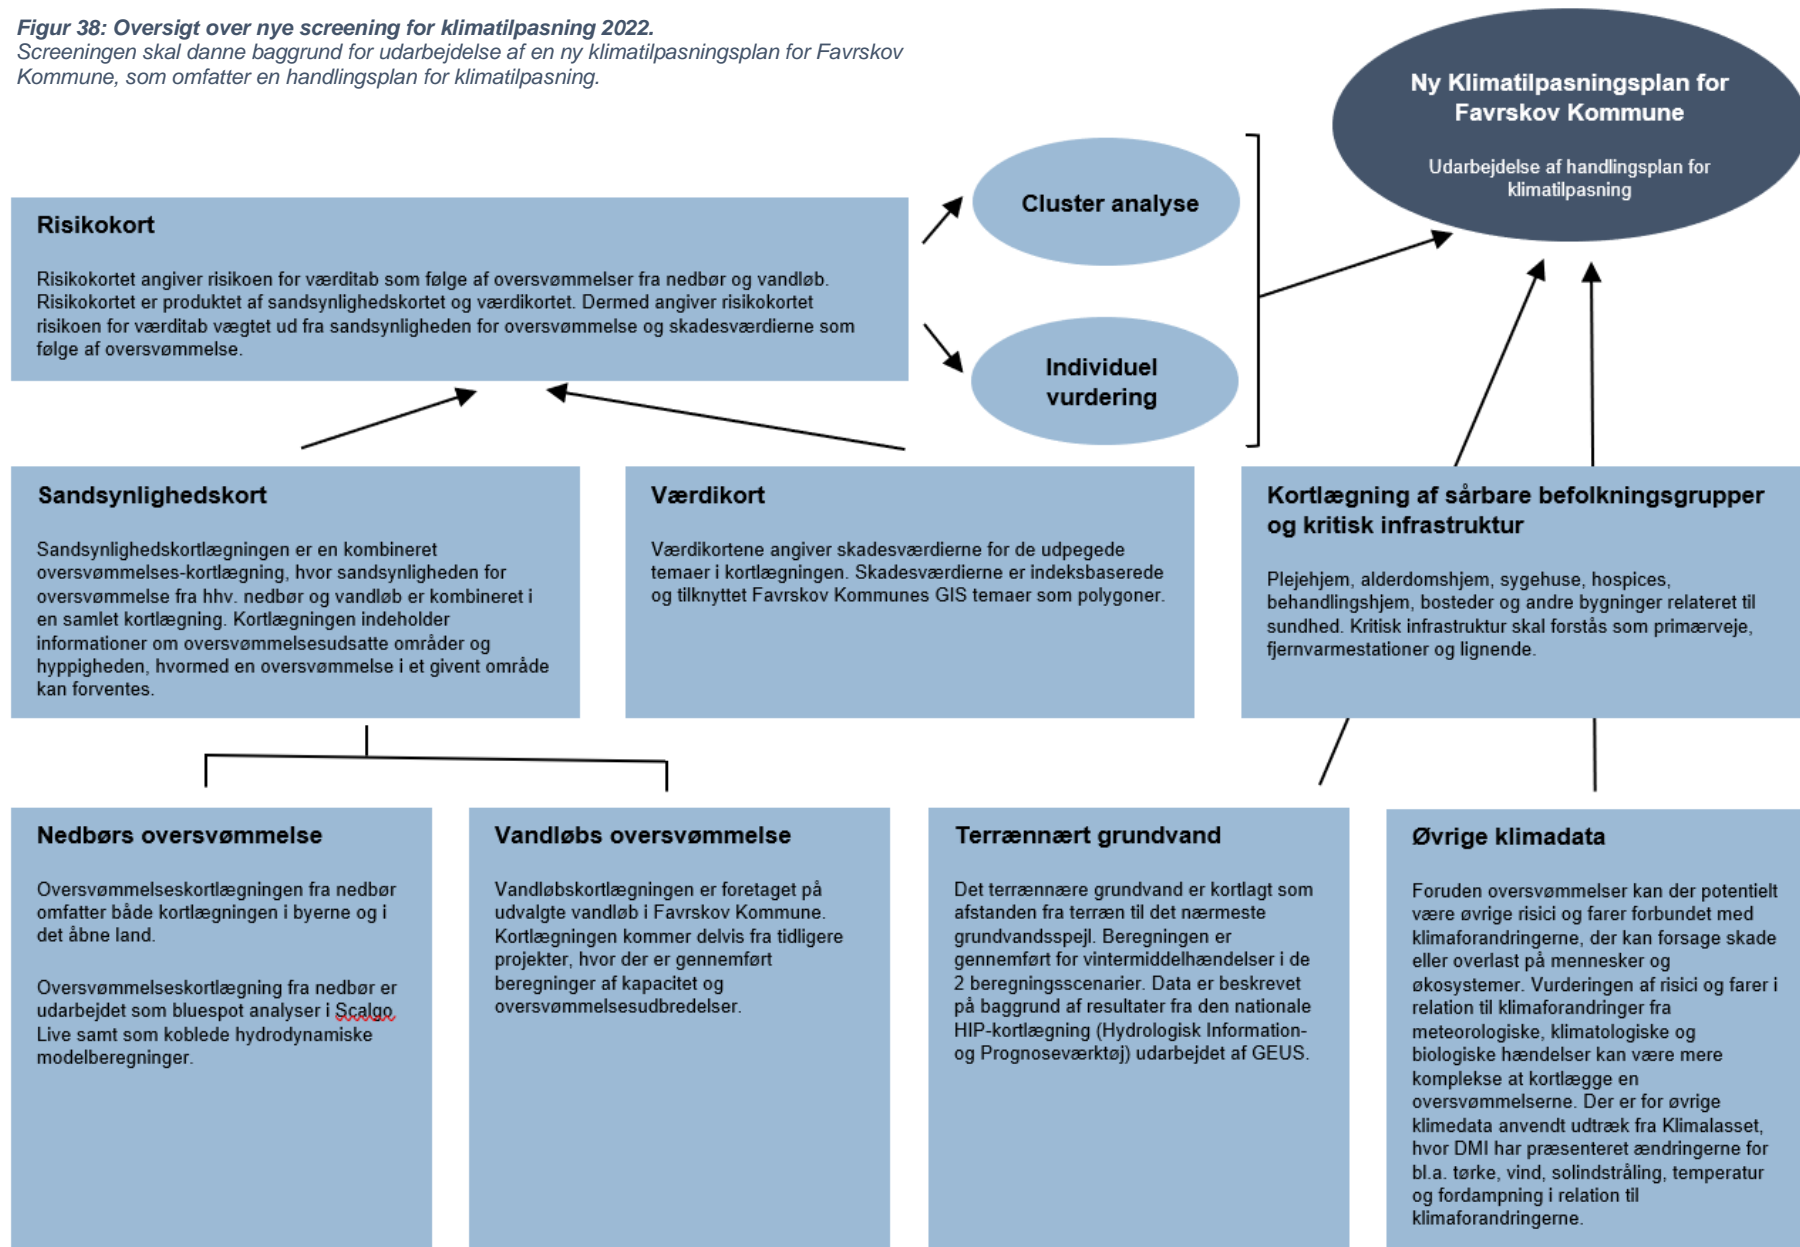 Figur 38: Oversigt over nye screening for klimatilpasning 2022.
Screeningen skal danne baggrund for udarbejdelse af en ny klimatilpasningsplan for Favrskov
Kommune, som omfatter en handlingsplan for klimatilpasning.
Ny Klimatilpasningsplan for
Favrskov Kommune
Udarbejdelse af handlingsplan for
klimatilpasning
Risikokort
Risikokortet angiver risikoen for værditab som følge af oversvømmelser fra nedbør og vandløb.
Risikokortet er produktet af sandsynlighedskortet og værdikortet. Dermed angiver risikokortet
risikoen for værditab vægtet ud fra sandsynligheden for oversvømmelse og skadesværdierne som
følge af oversvømmelse.
Cluster analyse
Individuel
vurdering
Sandsynlighedskort
Sandsynlighedskortlægningen er en kombineret
oversvømmelses-kortlægning, hvor sandsynligheden for
oversvømmelse fra hhv. nedbør og vandløb er kombineret i
en samlet kortlægning. Kortlægningen indeholder
informationer om oversvømmelsesudsatte områder og
hyppigheden, hvormed en oversvømmelse i et givent område
kan forventes.
Værdikort
Værdikortene angiver skadesværdierne for de udpegede
temaer i kortlægningen. Skadesværdierne er indeksbaserede
og tilknyttet Favrskov Kommunes GIS temaer som polygoner.
Kortlægning af sårbare befolkningsgrupper
og kritisk infrastruktur
Plejehjem, alderdomshjem, sygehuse, hospices,
behandlingshjem, bosteder og andre bygninger relateret til
sundhed. Kritisk infrastruktur skal forstås som primærveje,
fjernvarmestationer og lignende.
Nedbørs oversvømmelse
Oversvømmelseskortlægningen fra nedbør
omfatter både kortlægningen i byerne og i
det åbne land.
Oversvømmelseskortlægning fra nedbør er
udarbejdet som bluespot analyser i Scalgo
Live samt som koblede hydrodynamiske
modelberegninger.
Vandløbs oversvømmelse
Vandløbskortlægningen er foretaget på
udvalgte vandløb i Favrskov Kommune.
Kortlægningen kommer delvis fra tidligere
projekter, hvor der er gennemført
beregninger af kapacitet og
oversvømmelsesudbredelser.
Terrænnært grundvand
Det terrænnære grundvand er kortlagt som
afstanden fra terræn til det nærmeste
grundvandsspejl. Beregningen er
gennemført for vintermiddelhændelser i de
2 beregningsscenarier. Data er beskrevet
på baggrund af resultater fra den nationale
HIP-kortlægning (Hydrologisk Information-
og Prognoseværktøj) udarbejdet af GEUS.
Øvrige klimadata
Foruden oversvømmelser kan der potentielt
være øvrige risici og farer forbundet med
klimaforandringerne, der kan forsage skade
eller overlast på mennesker og
økosystemer. Vurderingen af risici og farer i
relation til klimaforandringer fra
meteorologiske, klimatologiske og
biologiske hændelser kan være mere
komplekse at kortlægge en
oversvømmelserne. Der er for øvrige
klimedata anvendt udtræk fra Klimalasset,
hvor DMI har præsenteret ændringerne for
bl.a. tørke, vind, solindstråling, temperatur
og fordampning i relation til
klimaforandringerne.